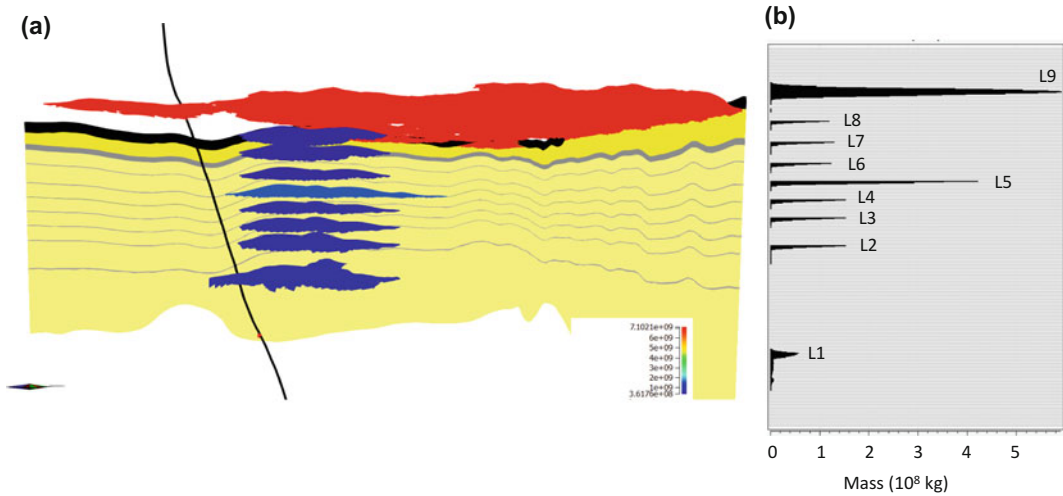 (a)
(b)
L9
L8
L7
L6
L5
L4
L3
L2
L1
7.1021e+09
6e+09
5e+09
4e+09
3e+09
2e+09
1e+09
3.6176e+08
0 1 2 3 4 5
Mass (10⁸ kg)